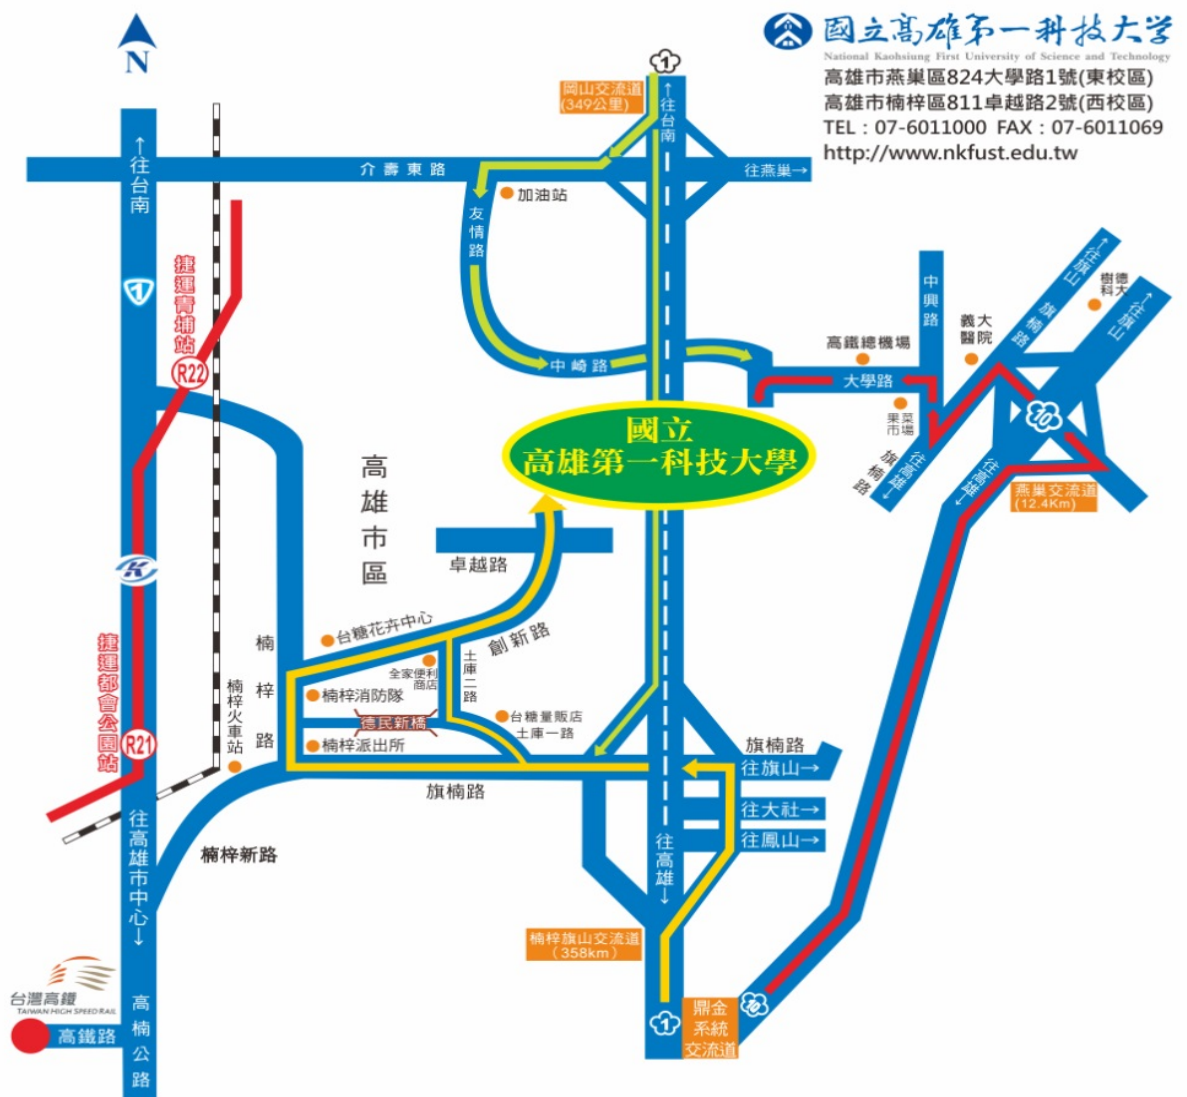 國立高雄第一科技大學
National Kaohsiung First University of Science and Technology
高雄市燕巢區824大學路1號(東校區)
高雄市楠梓區811卓越路2號(西校區)
TEL：07-6011000 FAX：07-6011069
http://www.nkfust.edu.tw
N
1
岡山交流道
(349公里)
←往台南
←往台南
介壽東路
往燕巢→
加油站
友情路
捷運青埔站
R22
1
中興路
←往旗山
旗楠路
樹德
科大
←往旗山
義大
醫院
高鐵總機場
中崎路
大學路
果菜
市場
10
旗楠路
往高雄→
往高雄→
燕巢交流道
(12.4Km)
國立
高雄第一科技大學
高雄市區
K
卓越路
台糖花卉中心
創新路
楠梓路
捷運都會公園站
R21
楠梓火車站
全家便利
商店
土庫二路
楠梓消防隊
德民新橋
台糖量販店
土庫一路
楠梓派出所
旗楠路
旗楠路
往旗山→
往大社→
往鳳山→
往高雄→
往高雄市中心→
楠梓新路
楠梓旗山交流道
(358km)
台灣高鐵
TAIWAN HIGH SPEED RAIL
高鐵路
高楠公路
1
鼎金
系統
交流道
10